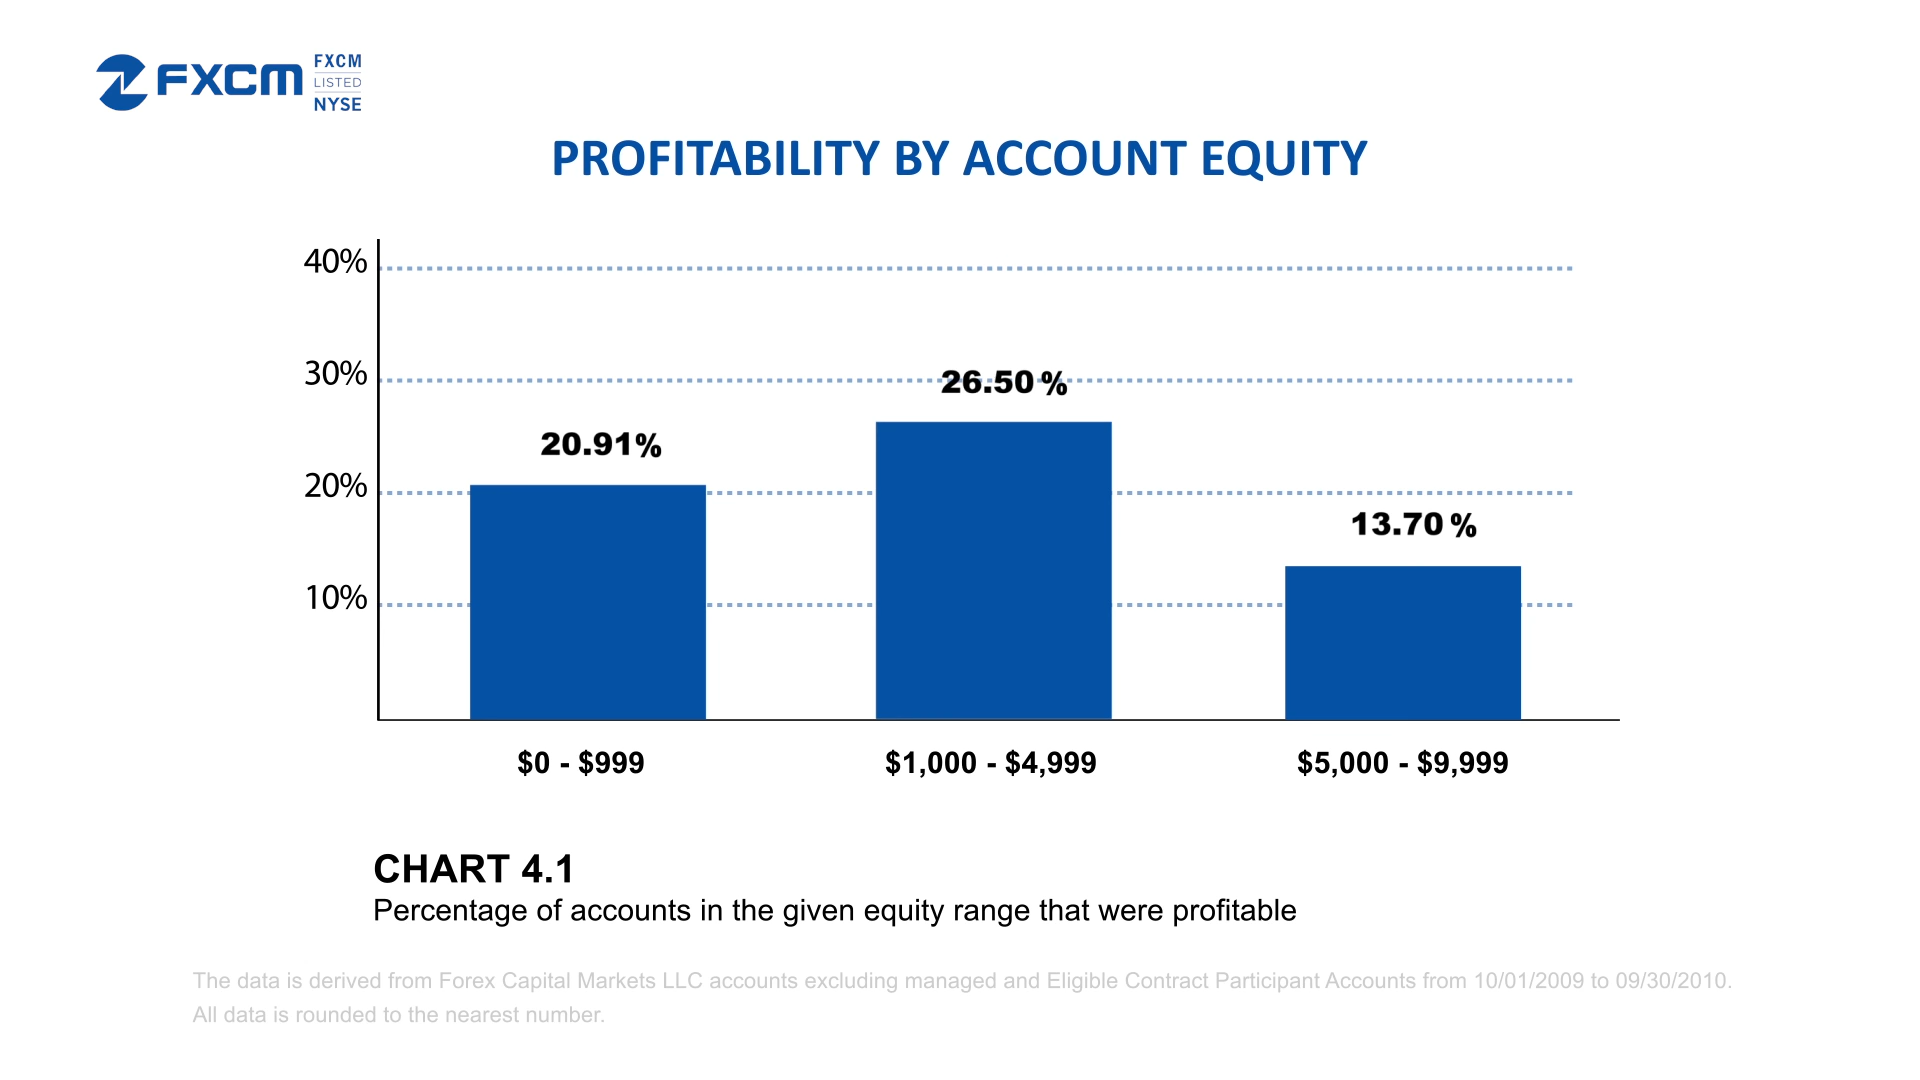 FXCM
FXCM
LISTED
NYSE
PROFITABILITY BY ACCOUNT EQUITY
40%
30%
20%
10%
20.91%
26.50 %
13.70 %
$0 - $999
$1,000 - $4,999
$5,000 - $9,999
CHART 4.1
Percentage of accounts in the given equity range that were profitable
The data is derived from Forex Capital Markets LLC accounts excluding managed and Eligible Contract Participant Accounts from 10/01/2009 to 09/30/2010.
All data is rounded to the nearest number.